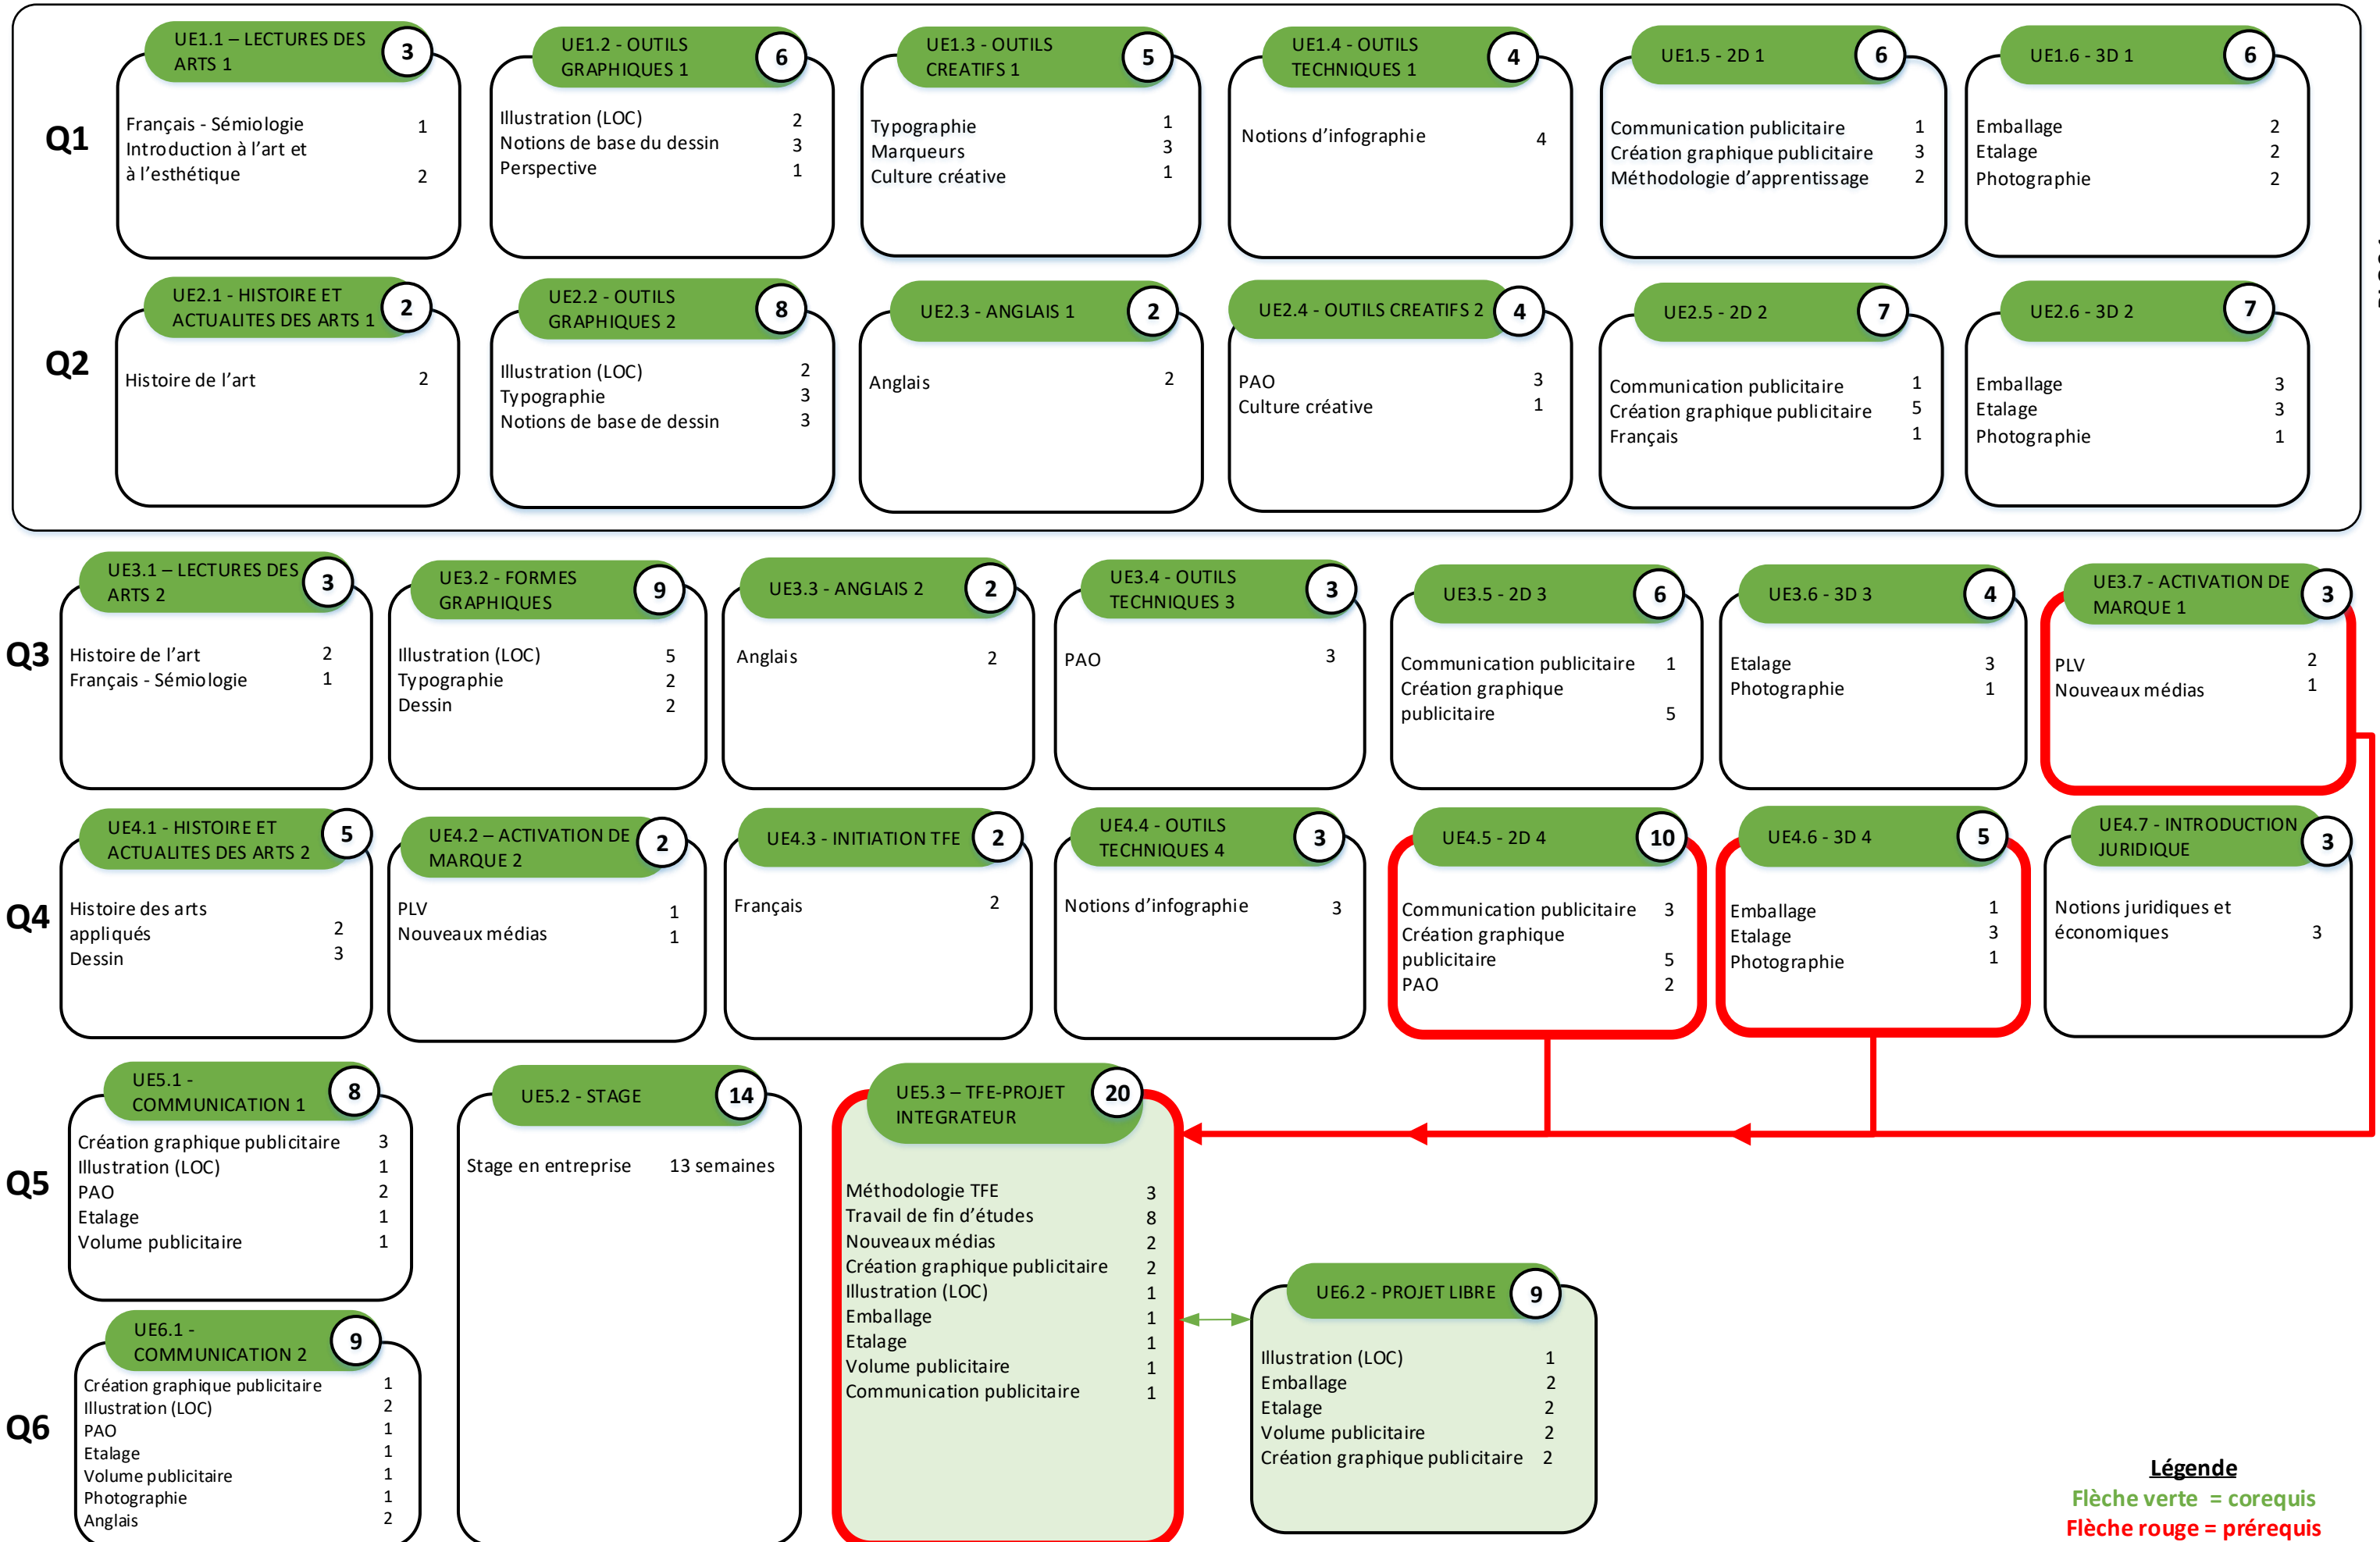 Q1
UE1.1 – LECTURES DES
ARTS 1
3
Français - Sémiologie 1
Introduction à l'art et
à l'esthétique 2
UE1.2 - OUTILS
GRAPHIQUES 1
6
Illustration (LOC) 2
Notions de base du dessin 3
Perspective 1
UE1.3 - OUTILS
CREATIFS 1
5
Typographie 1
Marqueurs 3
Culture créative 1
UE1.4 - OUTILS
TECHNIQUES 1
4
Notions d'infographie 4
UE1.5 - 2D 1
6
Communication publicitaire 1
Création graphique publicitaire 3
Méthodologie d'apprentissage 2
UE1.6 - 3D 1
6
Emballage 2
Etalage 2
Photographie 2
Q2
UE2.1 - HISTOIRE ET
ACTUALITES DES ARTS 1
2
Histoire de l'art 2
UE2.2 - OUTILS
GRAPHIQUES 2
8
Illustration (LOC) 2
Typographie 3
Notions de base de dessin 3
UE2.3 - ANGLAIS 1
2
Anglais 2
UE2.4 - OUTILS CREATIFS 2
4
PAO 3
Culture créative 1
UE2.5 - 2D 2
7
Communication publicitaire 1
Création graphique publicitaire 5
Français 1
UE2.6 - 3D 2
7
Emballage 3
Etalage 3
Photographie 1
Q3
UE3.1 – LECTURES DES
ARTS 2
3
Histoire de l'art 2
Français - Sémiologie 1
UE3.2 - FORMES
GRAPHIQUES
9
Illustration (LOC) 5
Typographie 2
Dessin 2
UE3.3 - ANGLAIS 2
2
Anglais 2
UE3.4 - OUTILS
TECHNIQUES 3
3
PAO 3
UE3.5 - 2D 3
6
Communication publicitaire 1
Création graphique
publicitaire 5
UE3.6 - 3D 3
4
Etalage 3
Photographie 1
UE3.7 - ACTIVATION DE
MARQUE 1
3
PLV 2
Nouveaux médias 1
Q4
UE4.1 - HISTOIRE ET
ACTUALITES DES ARTS 2
5
Histoire des arts
appliqués 2
Dessin 3
UE4.2 – ACTIVATION DE
MARQUE 2
2
PLV 1
Nouveaux médias 1
UE4.3 - INITIATION TFE
2
Français 2
UE4.4 - OUTILS
TECHNIQUES 4
3
Notions d'infographie 3
UE4.5 - 2D 4
10
Communication publicitaire 3
Création graphique
publicitaire 5
PAO 2
UE4.6 - 3D 4
5
Emballage 1
Etalage 3
Photographie 1
UE4.7 - INTRODUCTION
JURIDIQUE
3
Notions juridiques et
économiques 3
Q5
UE5.1 -
COMMUNICATION 1
8
Création graphique publicitaire 3
Illustration (LOC) 1
PAO 2
Etalage 1
Volume publicitaire 1
UE5.2 - STAGE
14
Stage en entreprise 13 semaines
UE5.3 – TFE-PROJET
INTEGRATEUR
20
Méthodologie TFE 3
Travail de fin d'études 8
Nouveaux médias 2
Création graphique publicitaire 2
Illustration (LOC) 1
Emballage 1
Etalage 1
Volume publicitaire 1
Communication publicitaire 1
Q6
UE6.1 -
COMMUNICATION 2
9
Création graphique publicitaire 1
Illustration (LOC) 2
PAO 1
Etalage 1
Volume publicitaire 1
Photographie 1
Anglais 2
UE6.2 - PROJET LIBRE
9
Illustration (LOC) 1
Emballage 2
Etalage 2
Volume publicitaire 2
Création graphique publicitaire 2
Légende
Flèche verte = corequis
Flèche rouge = prérequis